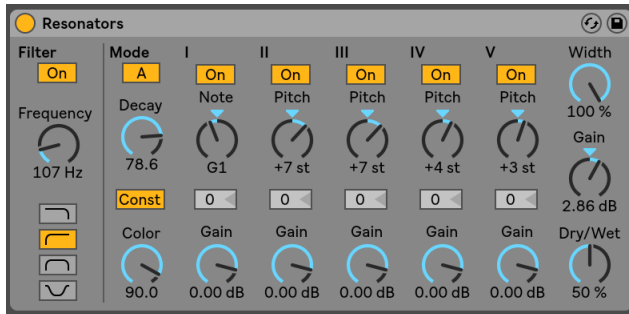 Resonators
Filter Mode I II III IV V Width
On A On On On On On
Decay Note Pitch Pitch Pitch Pitch 100 %
Frequency Gain
107 Hz 78.6 G1 +7 st +7 st +4 st +3 st
Const 0 0 0 0 0 2.86 dB
Color Gain Gain Gain Gain Gain Dry/Wet
90.0 0.00 dB 0.00 dB 0.00 dB 0.00 dB 0.00 dB 50 %